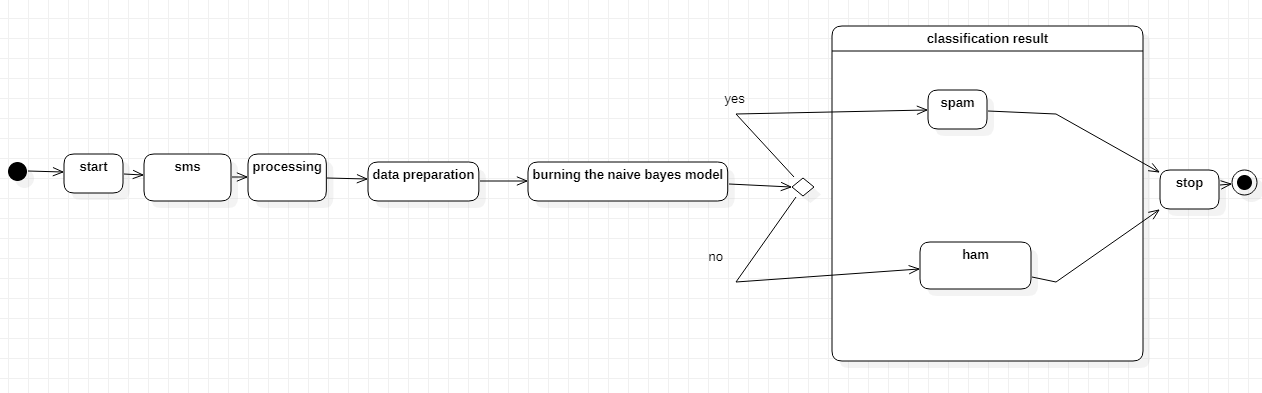 start
sms
processing
data preparation
burning the naive bayes model
yes
no
classification result
spam
ham
stop